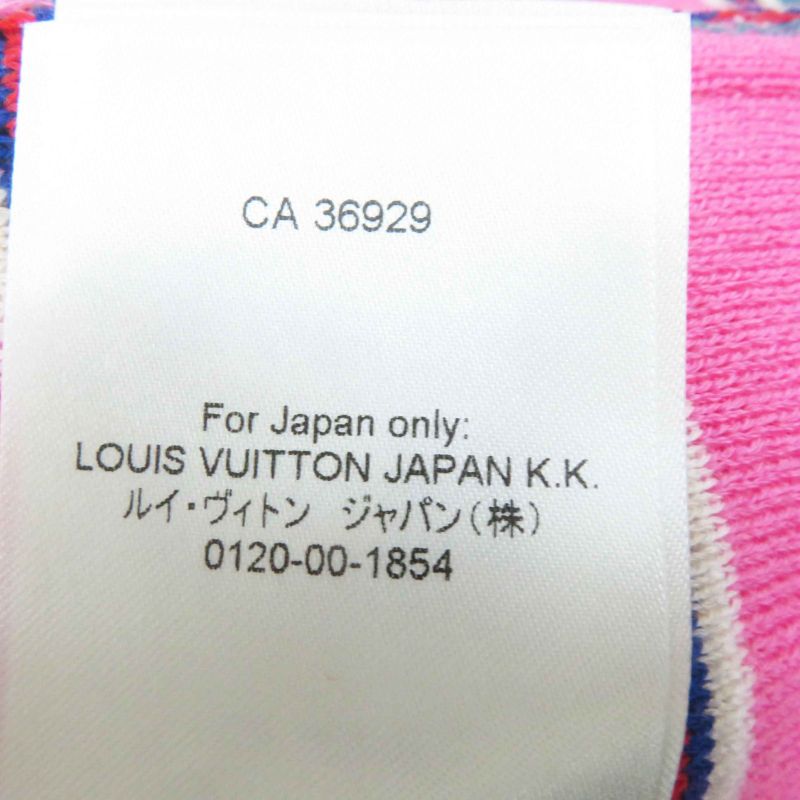 CA 36929
For Japan only:
LOUIS VUITTON JAPAN K.K.
ルイ・ヴィトン ジャパン(株)
0120-00-1854